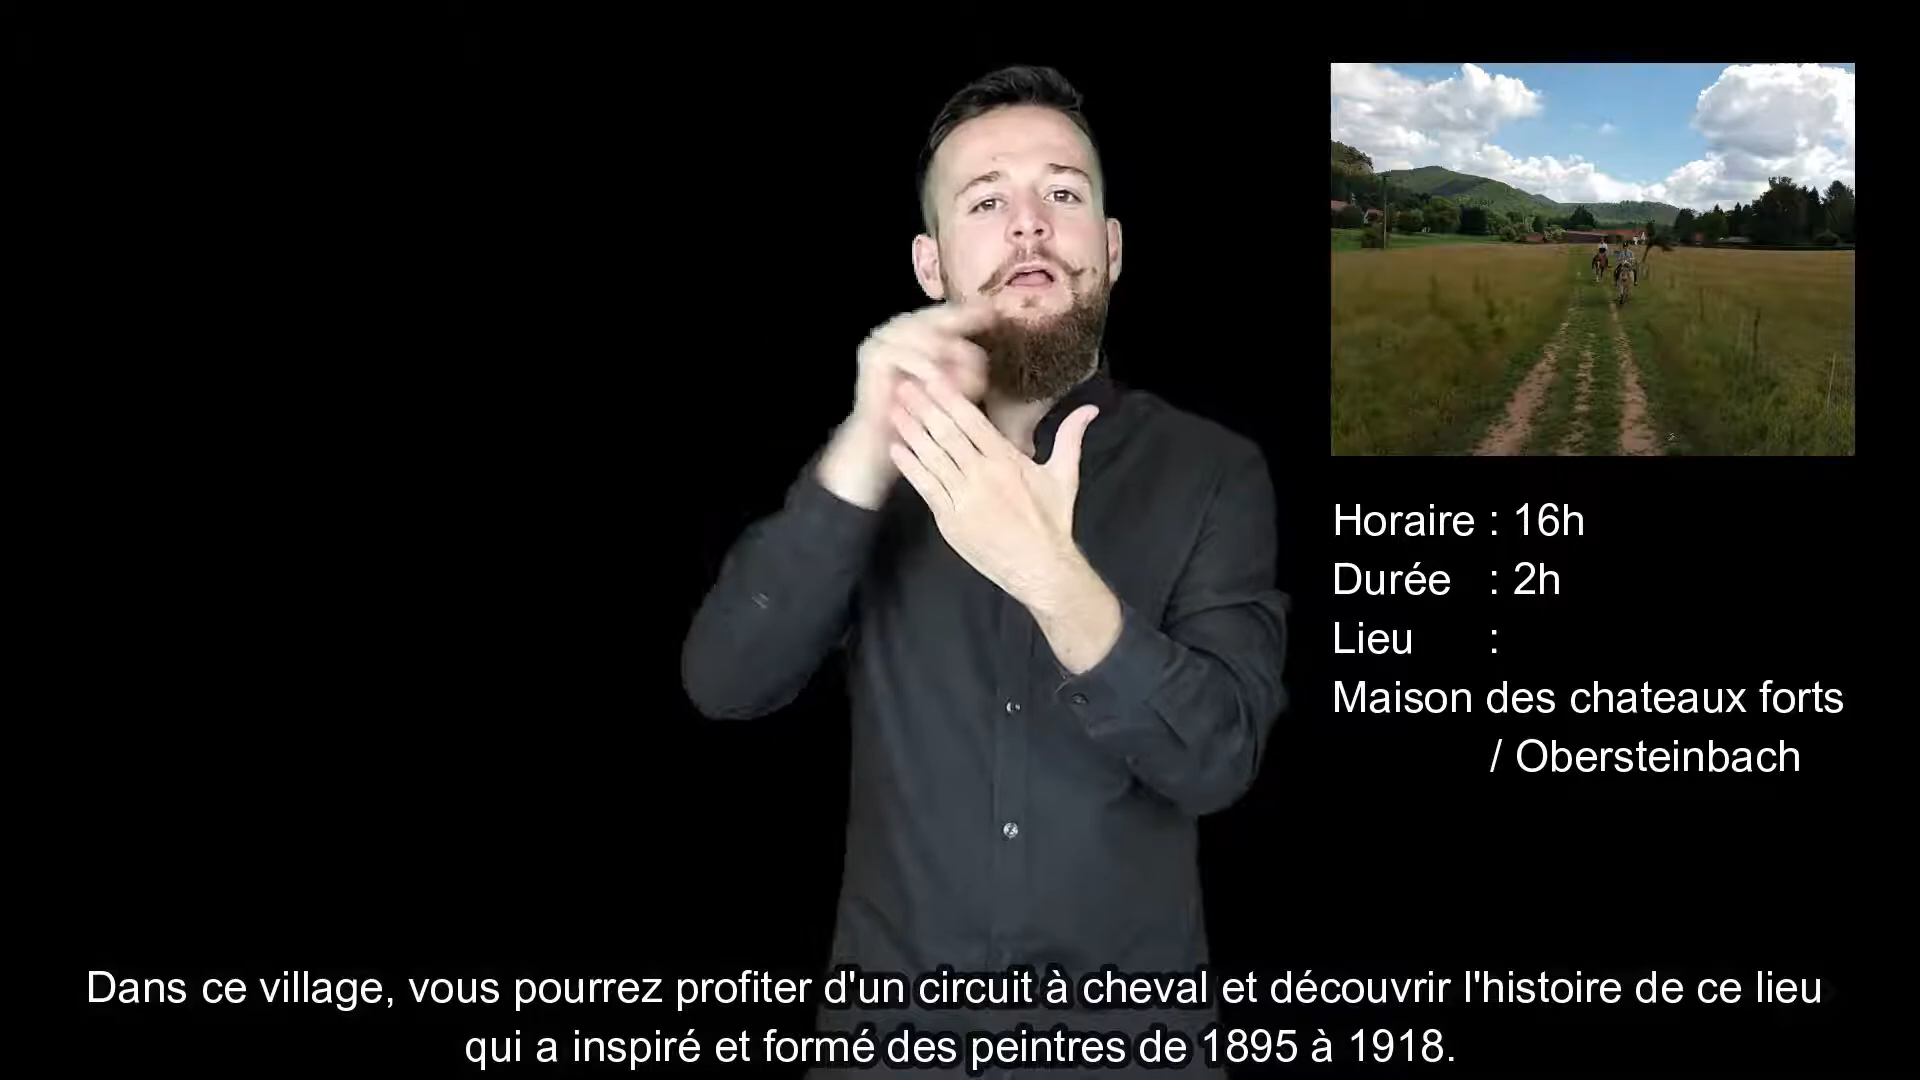 Horaire : 16h
Durée : 2h
Lieu :
Maison des chateaux forts
/ Obersteinbach
Dans ce village, vous pourrez profiter d'un circuit à cheval et découvrir l'histoire de ce lieu
qui a inspiré et formé des peintres de 1895 à 1918.